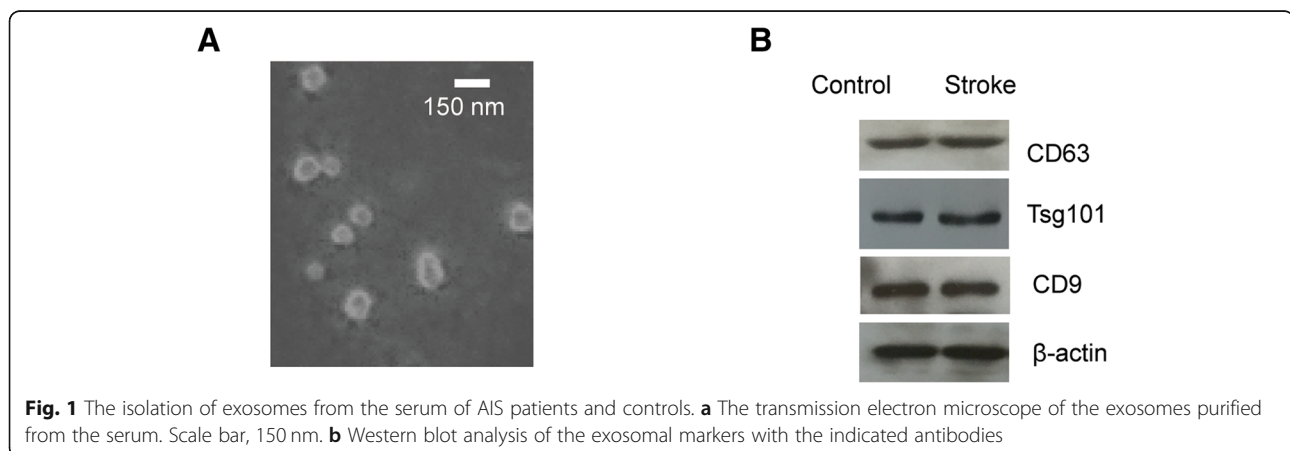 A
B
150 nm
Control Stroke
CD63
Tsg101
CD9
β-actin
Fig. 1 The isolation of exosomes from the serum of AIS patients and controls. a The transmission electron microscope of the exosomes purified
from the serum. Scale bar, 150 nm. b Western blot analysis of the exosomal markers with the indicated antibodies